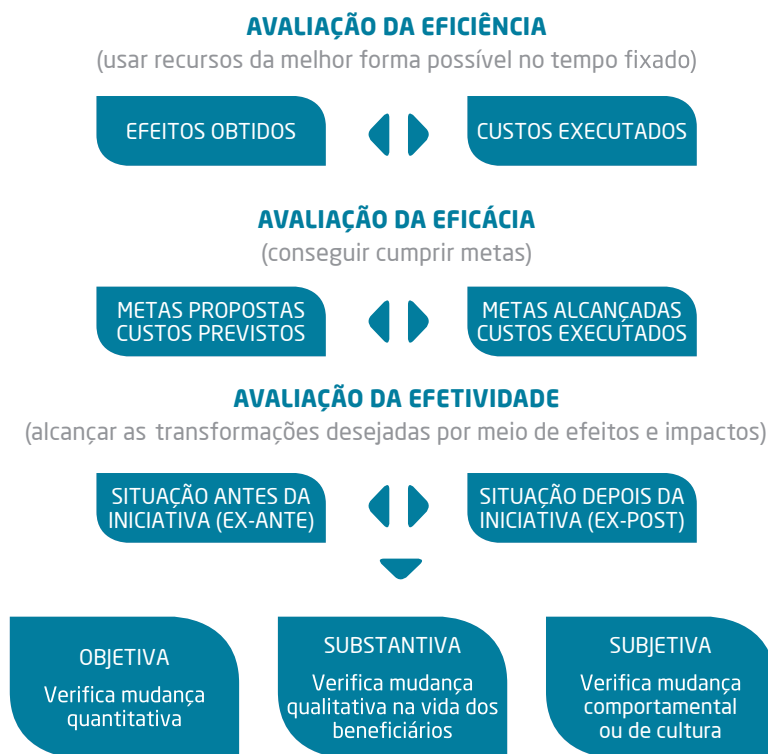 AVALIAÇÃO DA EFICIÊNCIA
(usar recursos da melhor forma possível no tempo fixado)
EFEITOS OBTIDOS
CUSTOS EXECUTADOS
AVALIAÇÃO DA EFICÁCIA
(conseguir cumprir metas)
METAS PROPOSTAS
CUSTOS PREVISTOS
METAS ALCANÇADAS
CUSTOS EXECUTADOS
AVALIAÇÃO DA EFETIVIDADE
(alcançar as transformações desejadas por meio de efeitos e impactos)
SITUAÇÃO ANTES DA
INICIATIVA (EX-ANTE)
SITUAÇÃO DEPOIS DA
INICIATIVA (EX-POST)
OBJETIVA
Verifica mudança
quantitativa
SUBSTANTIVA
Verifica mudança
qualitativa na vida dos
beneficiários
SUBJETIVA
Verifica mudança
comportamental
ou de cultura